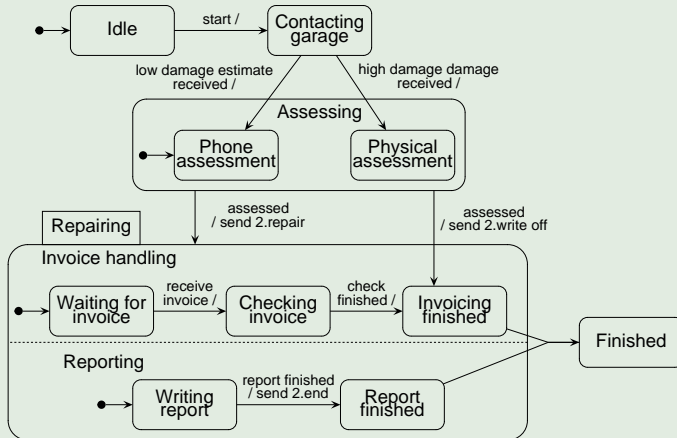 Idle
start /
Contacting
garage
low damage estimate
received /
high damage damage
received /
Assessing
Phone
assessment
Physical
assessment
assessed
/ send 2.repair
assessed
/ send 2.write off
Repairing
Invoice handling
Waiting for
invoice
receive
invoice /
Checking
invoice
check
finished /
Invoicing
finished
Finished
Reporting
Writing
report
report finished
/ send 2.end
Report
finished